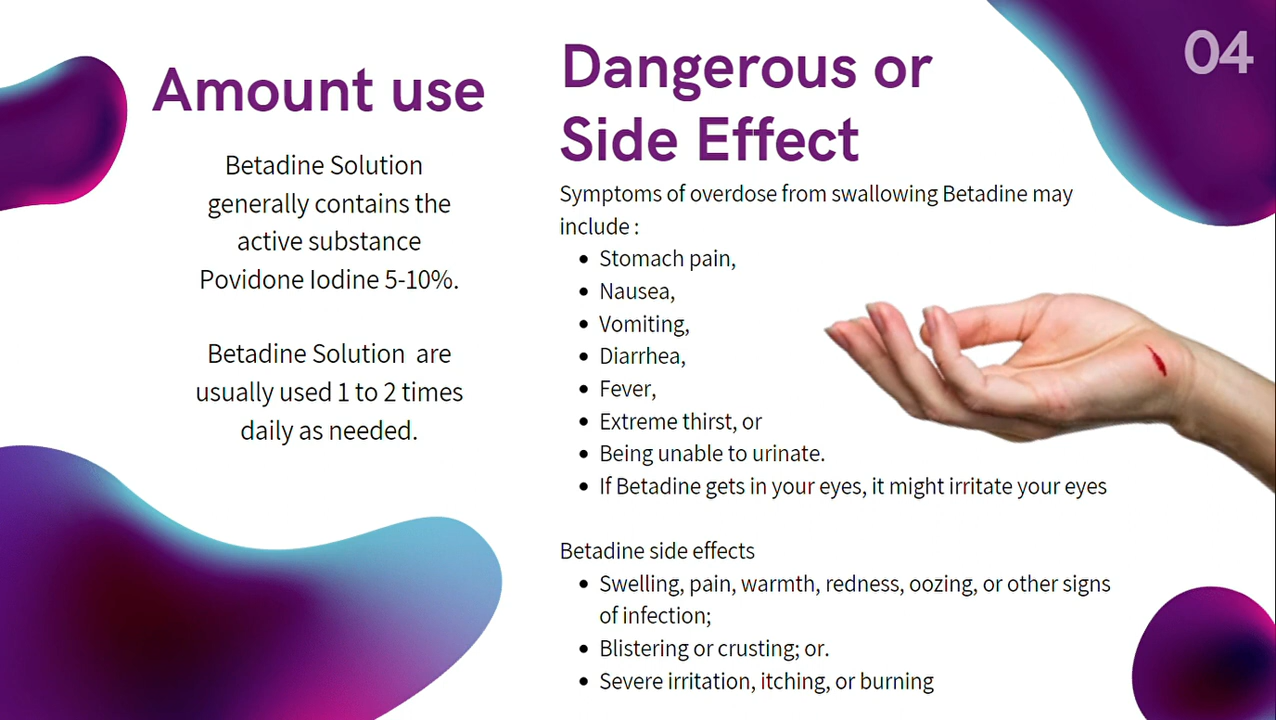 04
Amount use
Betadine Solution
generally contains the
active substance
Povidone Iodine 5-10%.
Betadine Solution  are
usually used 1 to 2 times
daily as needed.
Dangerous or
Side Effect
Symptoms of overdose from swallowing Betadine may
include :
• Stomach pain,
• Nausea,
• Vomiting,
• Diarrhea,
• Fever,
• Extreme thirst, or
• Being unable to urinate.
• If Betadine gets in your eyes, it might irritate your eyes
Betadine side effects
• Swelling, pain, warmth, redness, oozing, or other signs
of infection;
• Blistering or crusting; or.
• Severe irritation, itching, or burning